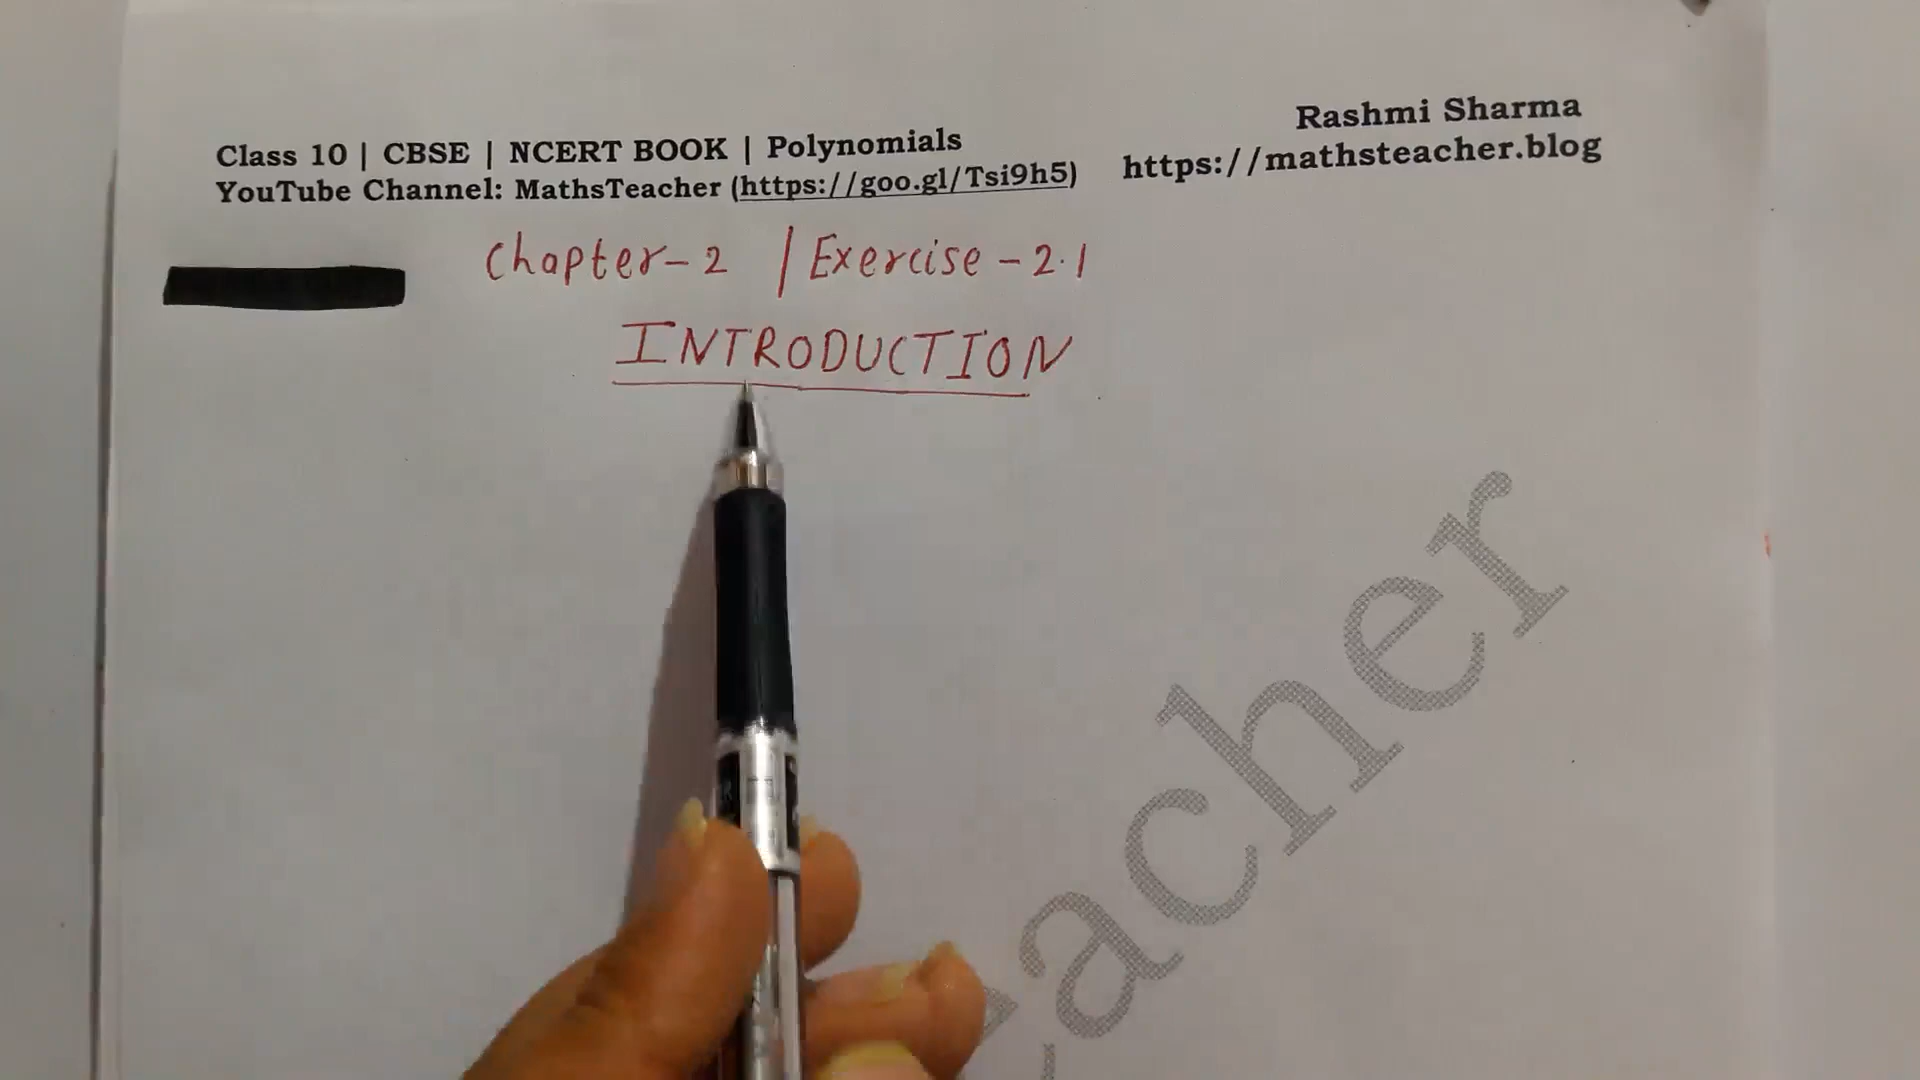 Rashmi Sharma
Class 10 | CBSE | NCERT BOOK | Polynomials
https://mathsteacher.blog
YouTube Channel: MathsTeacher (https://goo.gl/Tsi9h5)
Chapter-2 / Exercise-2.1
INTRODUCTION
acher